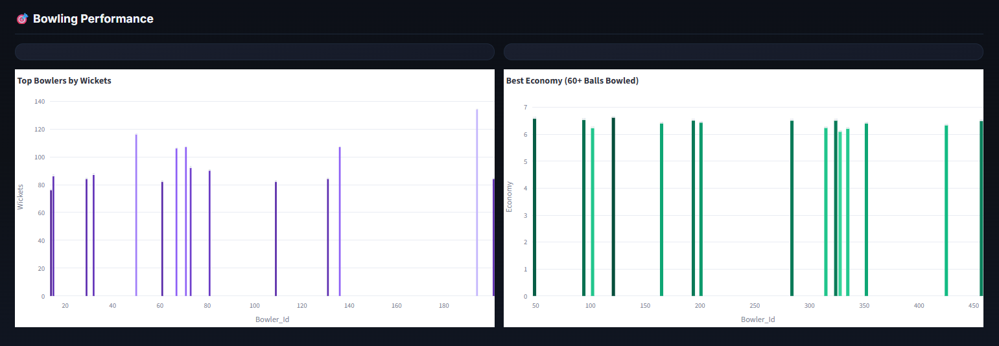 🎯 Bowling Performance
Top Bowlers by Wickets
140
120
100
80
60
40
20
0
Wickets
20 40 60 80 100 120 140 160 180
Bowler_Id
Best Economy (60+ Balls Bowled)
7
6
5
4
3
2
1
0
Economy
50 100 150 200 250 300 350 400 450
Bowler_Id